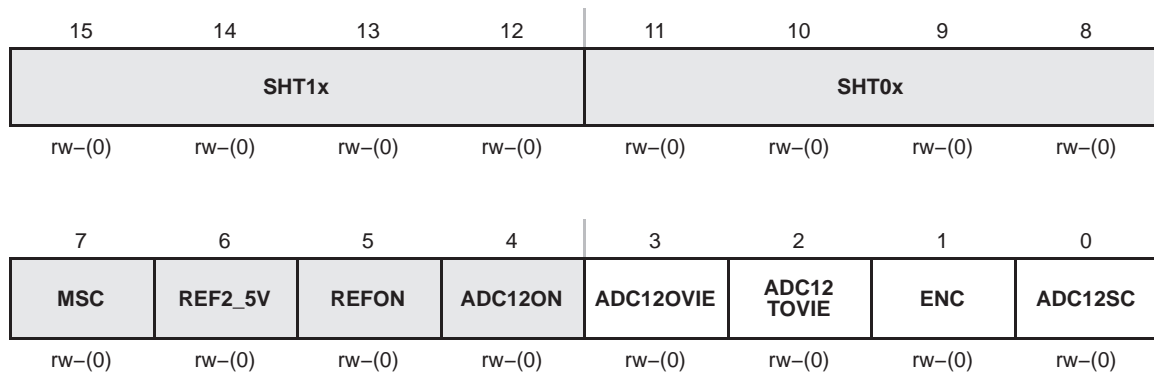 15 14 13 12 11 10 9 8
SHT1x SHT0x
rw−(0) rw−(0) rw−(0) rw−(0) rw−(0) rw−(0) rw−(0) rw−(0)
7 6 5 4 3 2 1 0
MSC REF2_5V REFON ADC12ON ADC12OVIE ADC12 TOVIE ENC ADC12SC
rw−(0) rw−(0) rw−(0) rw−(0) rw−(0) rw−(0) rw−(0) rw−(0)